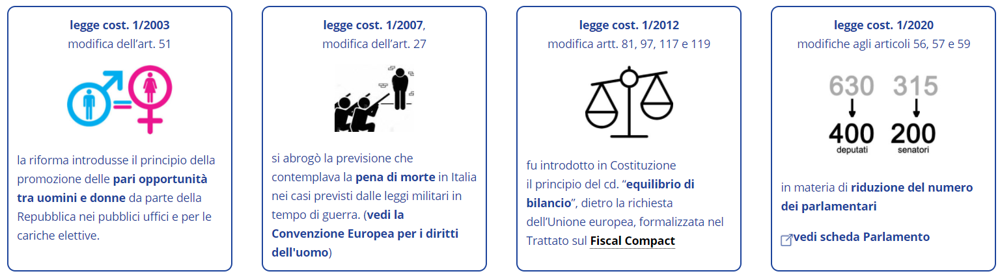 legge cost. 1/2003
modifica dell’art. 51
la riforma introdusse il principio della
promozione delle pari opportunità
tra uomini e donne da parte della
Repubblica nei pubblici uffici e per le
cariche elettive.
legge cost. 1/2007,
modifica dell’art. 27
si abrogò la previsione che
contemplava la pena di morte in Italia
nei casi previsti dalle leggi militari in
tempo di guerra. (vedi la
Convenzione Europea per i diritti
dell'uomo)
legge cost. 1/2012
modifica artt. 81, 97, 117 e 119
fu introdotto in Costituzione
il principio del cd. “equilibrio di
bilancio”, dietro la richiesta
dell’Unione europea, formalizzata nel
Trattato sul Fiscal Compact
legge cost. 1/2020
modifiche agli articoli 56, 57 e 59
630 315
400 200
deputati senatori
in materia di riduzione del numero
dei parlamentari
vedi scheda Parlamento